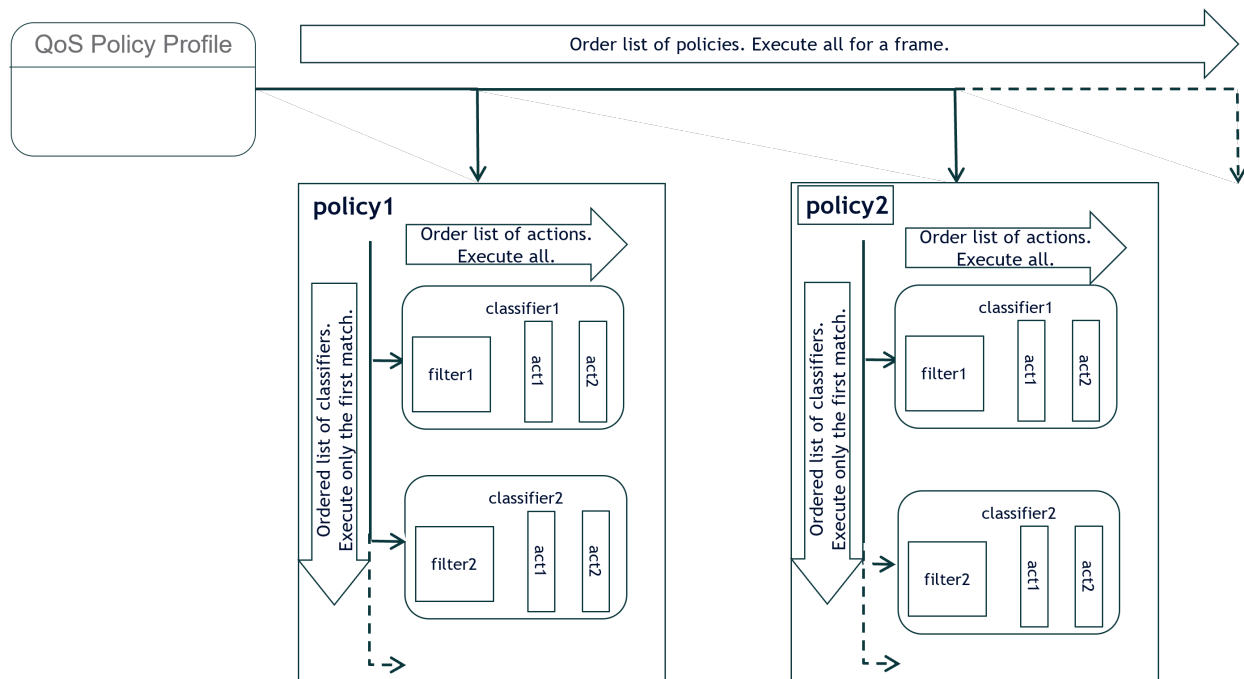 QoS Policy Profile
Order list of policies. Execute all for a frame.
policy1
Order list of actions.
Execute all.
Ordered list of classifiers.
Execute only the first match.
classifier1
filter1
act1
act2
classifier2
filter2
act1
act2
policy2
Order list of actions.
Execute all.
Ordered list of classifiers.
Execute only the first match.
classifier1
filter1
act1
act2
classifier2
filter2
act1
act2